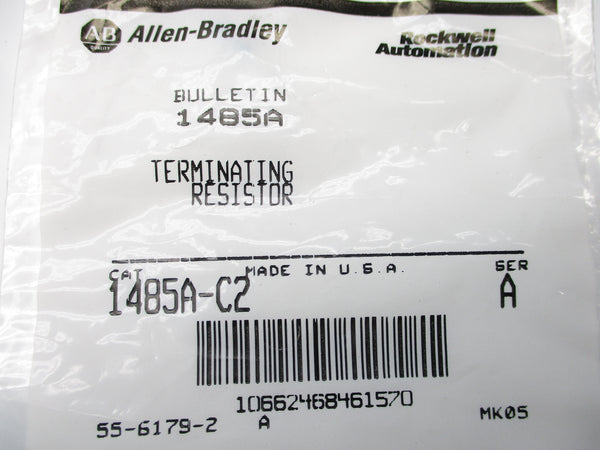 AB QUALITY Allen-Bradley Rockwell Automation
BULLETIN
1485A
TERMINATING
RESISTOR
CAT MADE IN U.S.A. SER
1485A-C2 A
10662468461570
55-6179-2 A MK05